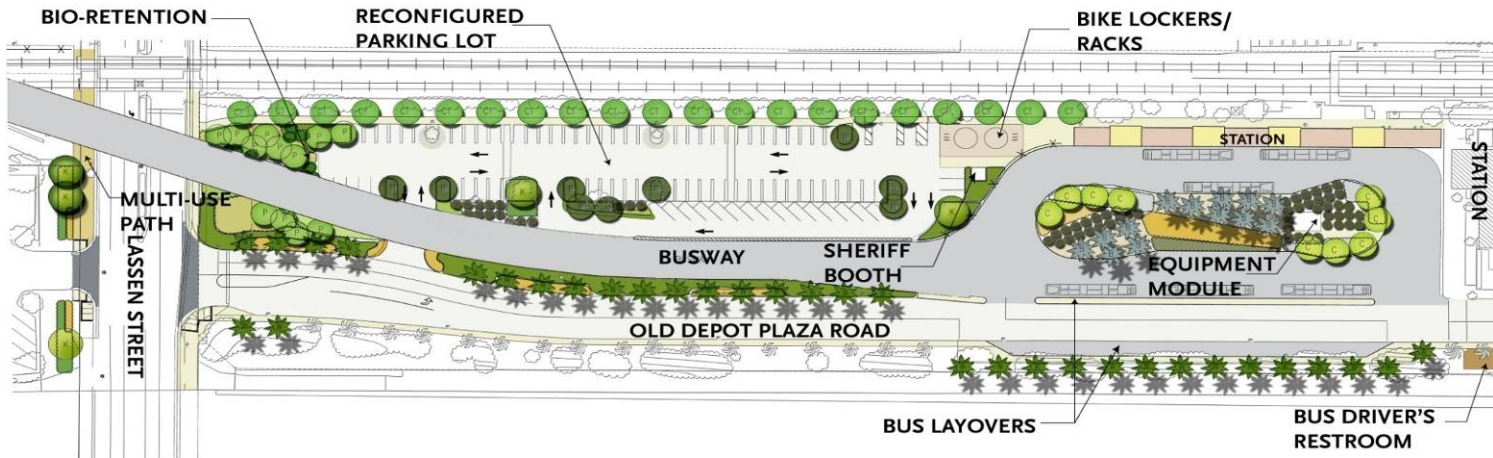 BIO-RETENTION
RECONFIGURED
PARKING LOT
BIKE LOCKERS/
RACKS
STATION
STATION
MULTI-USE
PATH
LASSEN STREET
BUSWAY
SHERIFF
BOOTH
EQUIPMENT
MODULE
OLD DEPOT PLAZA ROAD
BUS LAYOVERS
BUS DRIVER'S
RESTROOM